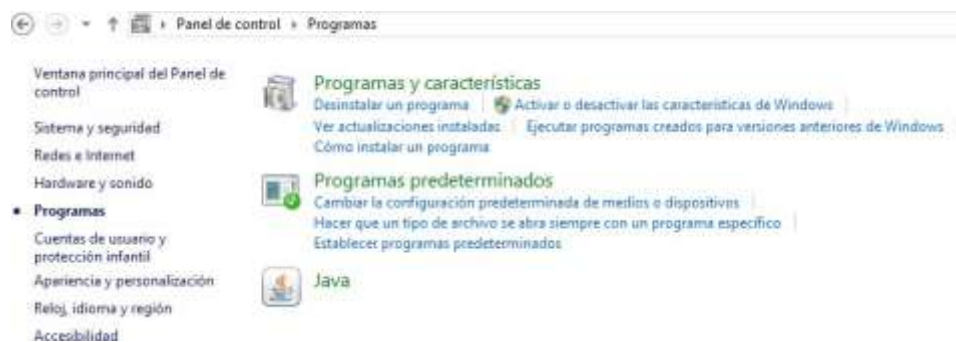 Panel de control Programas
Ventana principal del Panel de
control
Sistema y seguridad
Redes e Internet
Hardware y sonido
Programas
Cuentas de usuario y
protección infantil
Apariencia y personalización
Reloj, idioma y región
Accesibilidad
Programas y características
Desinstalar un programa Activar o desactivar las características de Windows
Ver actualizaciones instaladas Ejecutar programas creados para versiones anteriores de Windows
Cómo instalar un programa
Programas predeterminados
Cambiar la configuración predeterminada de medios o dispositivos
Hacer que un tipo de archivo se abra siempre con un programa específico
Establecer programas predeterminados
Java